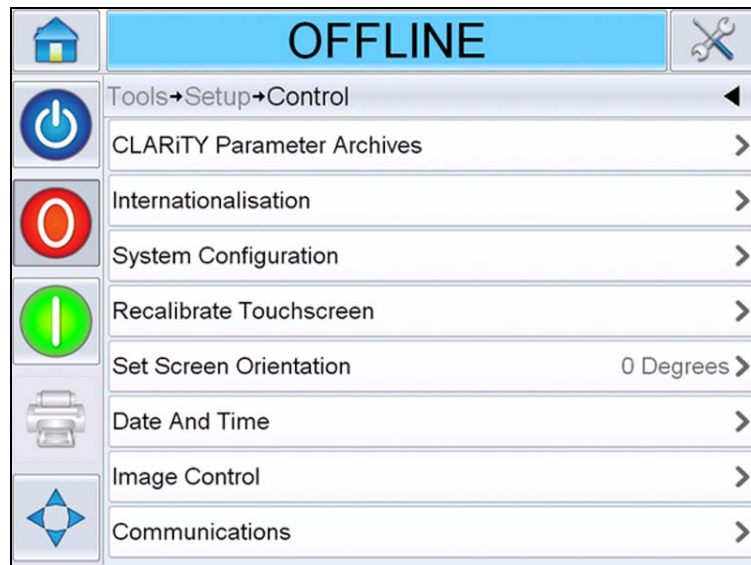 OFFLINE
Tools→Setup→Control
CLARiTY Parameter Archives
Internationalisation
System Configuration
Recalibrate Touchscreen
Set Screen Orientation 0 Degrees
Date And Time
Image Control
Communications